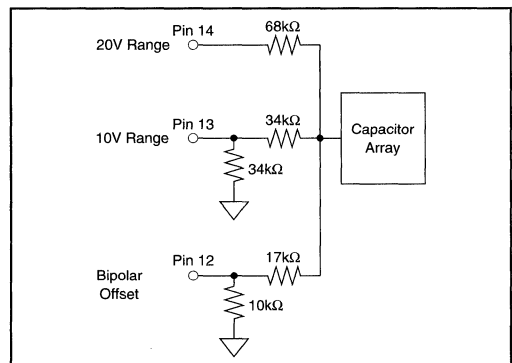 68kΩ
20V Range Pin 14
10V Range Pin 13 34kΩ
34kΩ
Capacitor
Array
Bipolar
Offset
Pin 12 17kΩ
10kΩ